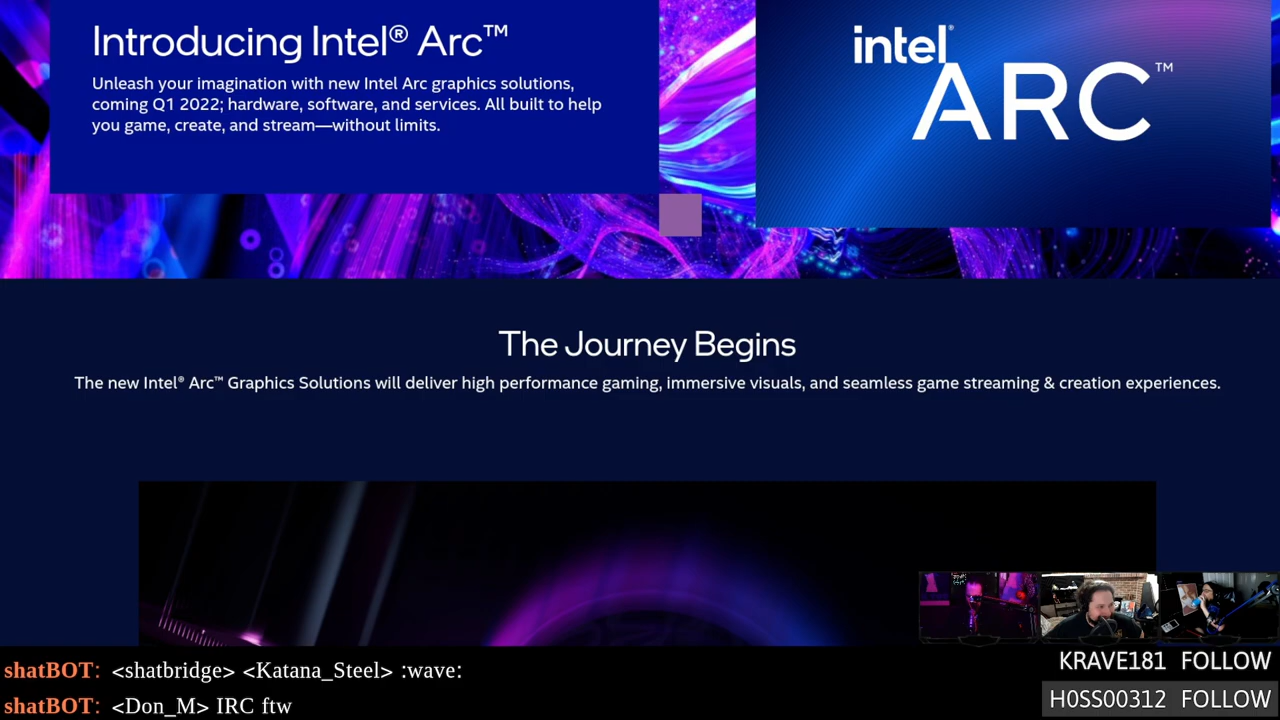 Introducing Intel® Arc™
Unleash your imagination with new Intel Arc graphics solutions,
coming Q1 2022; hardware, software, and services. All built to help
you game, create, and stream—without limits.
intel®
ARC™
The Journey Begins
The new Intel® Arc™ Graphics Solutions will deliver high performance gaming, immersive visuals, and seamless game streaming & creation experiences.
shatBOT: <shatbridge> <Katana_Steel> :wave:
shatBOT: <Don_M> IRC ftw
KRAVE181 FOLLOW
H0SS00312 FOLLOW